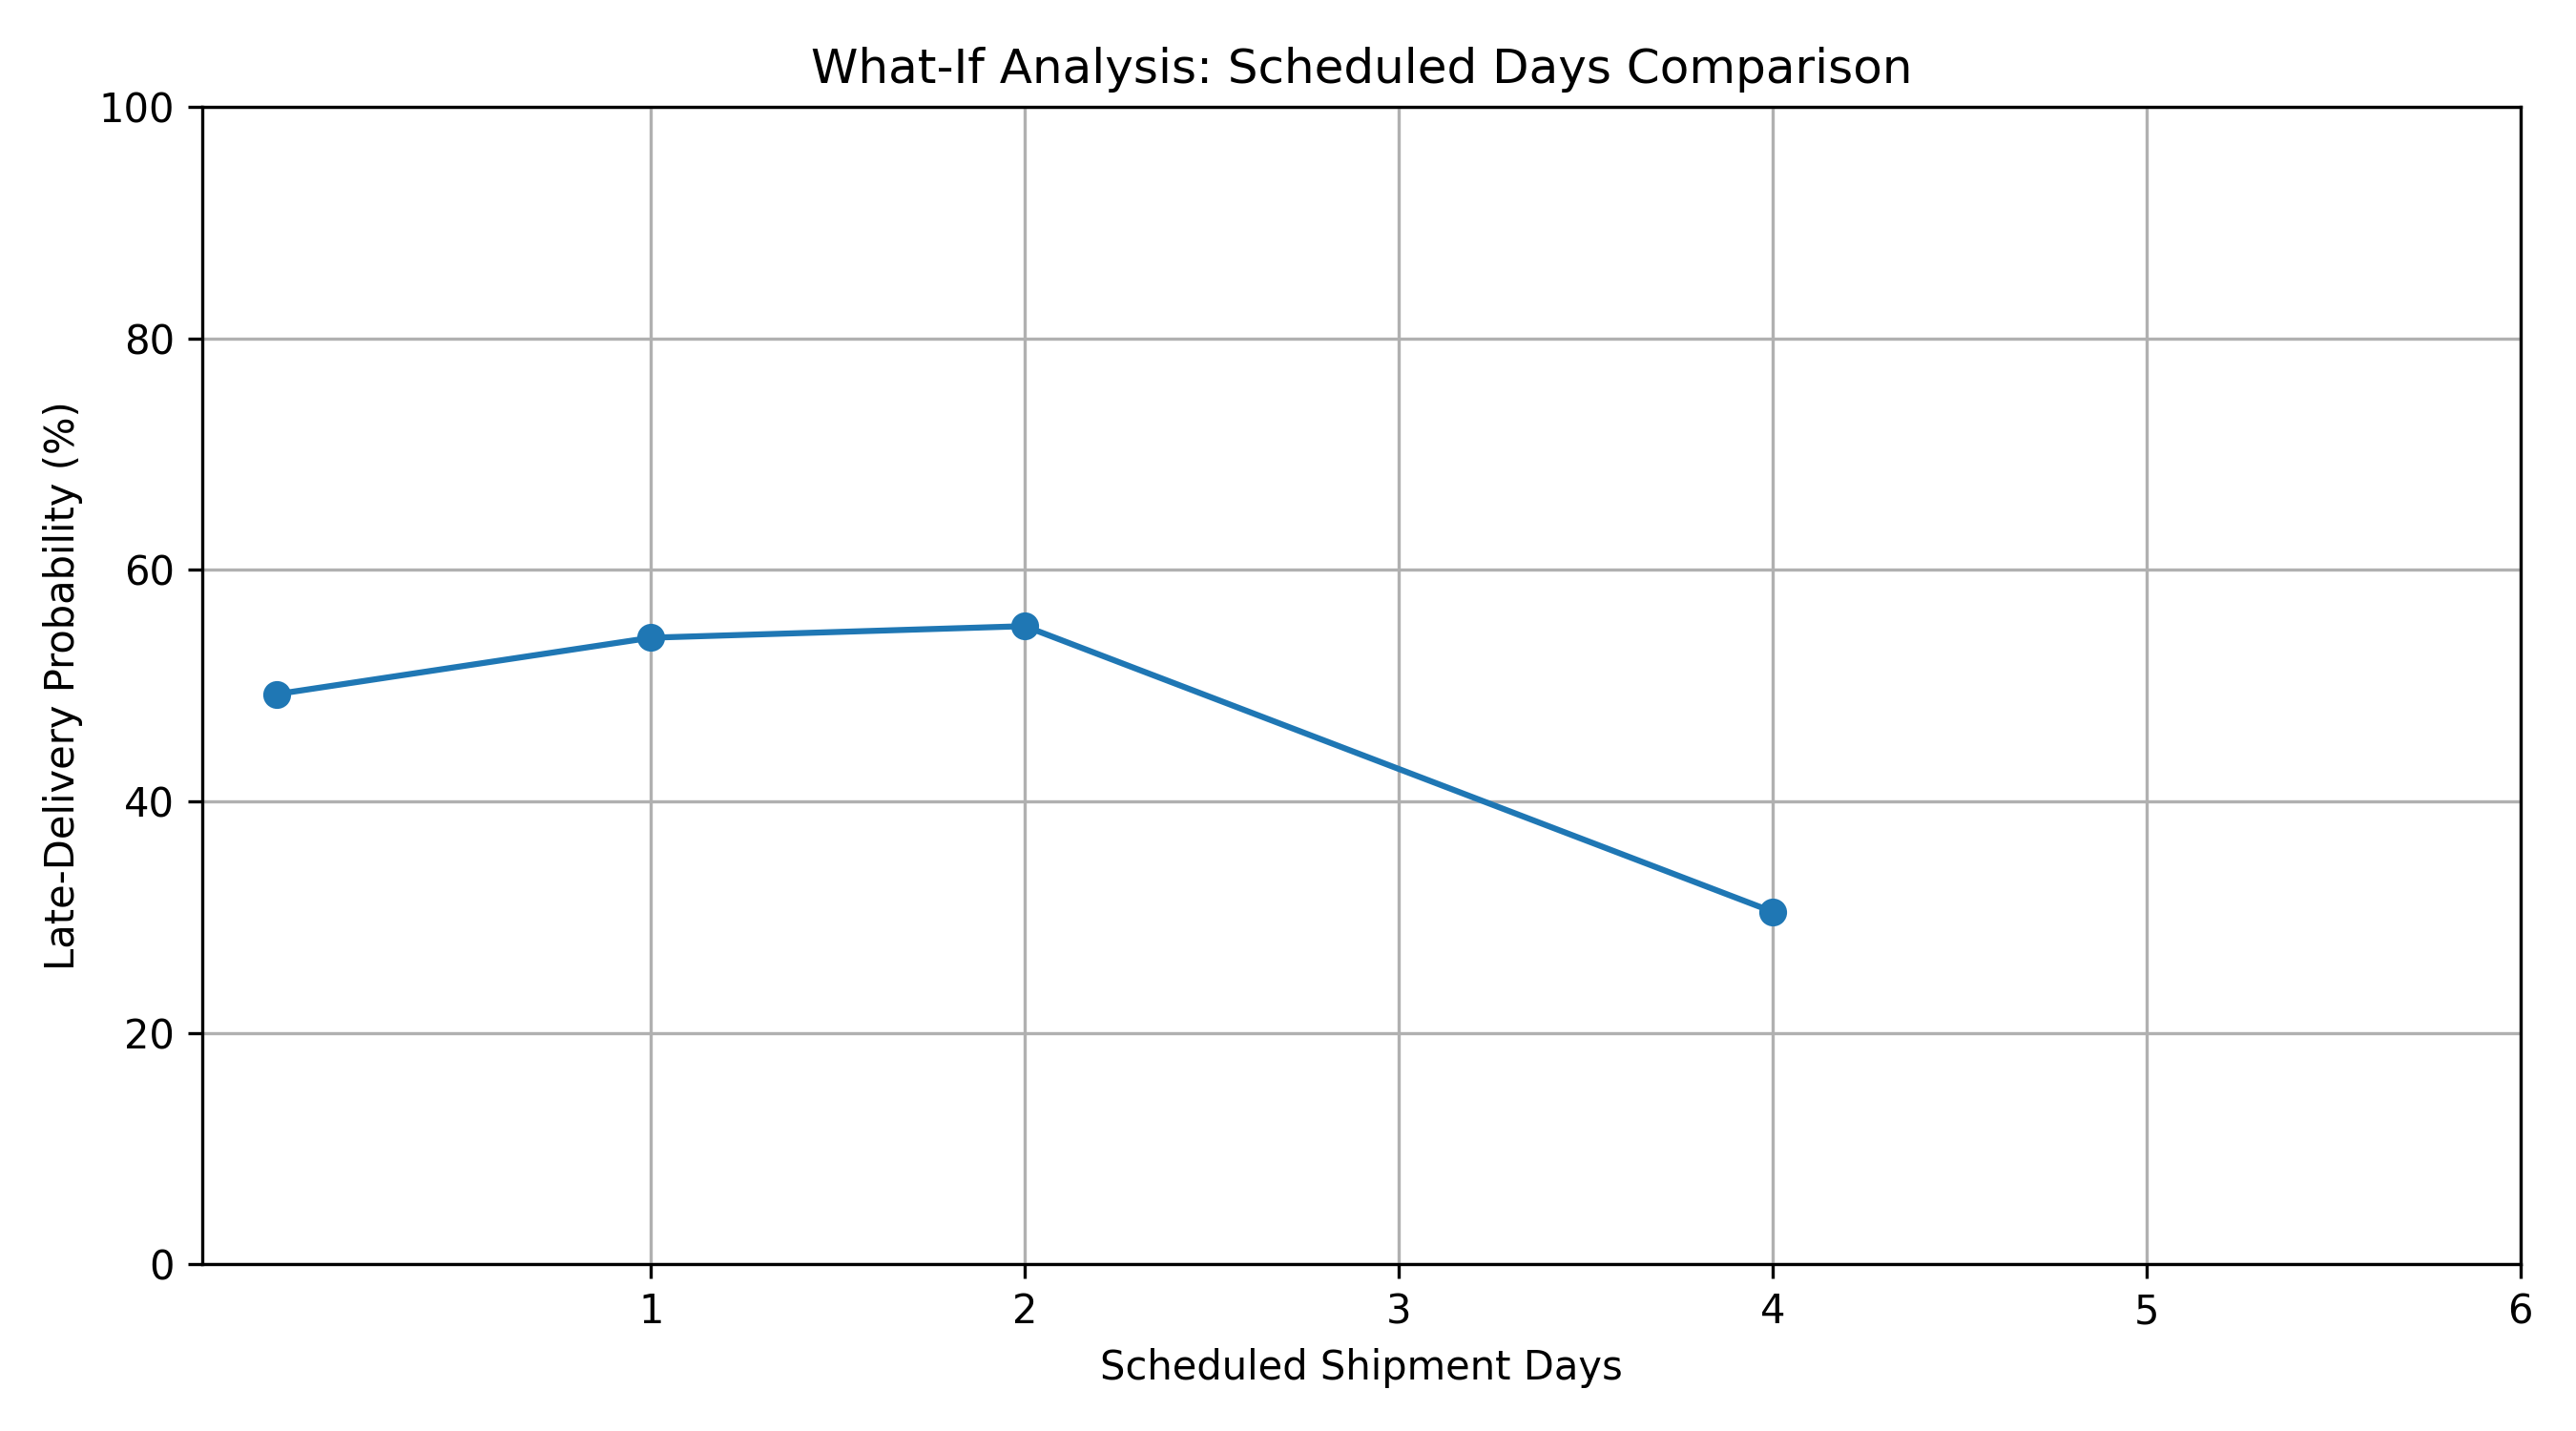 What-If Analysis: Scheduled Days Comparison
100
80
60
40
20
0
Late-Delivery Probability (%)
1 2 3 4 5 6
Scheduled Shipment Days